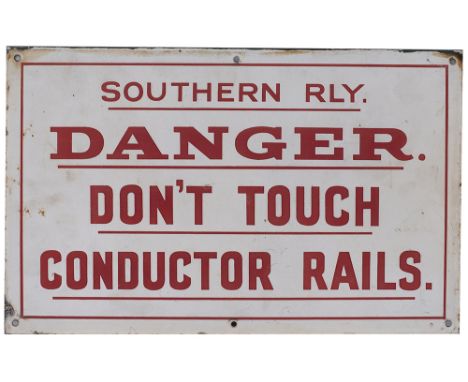 SOUTHERN RLY.
DANGER.
DON'T TOUCH
CONDUCTOR RAILS.